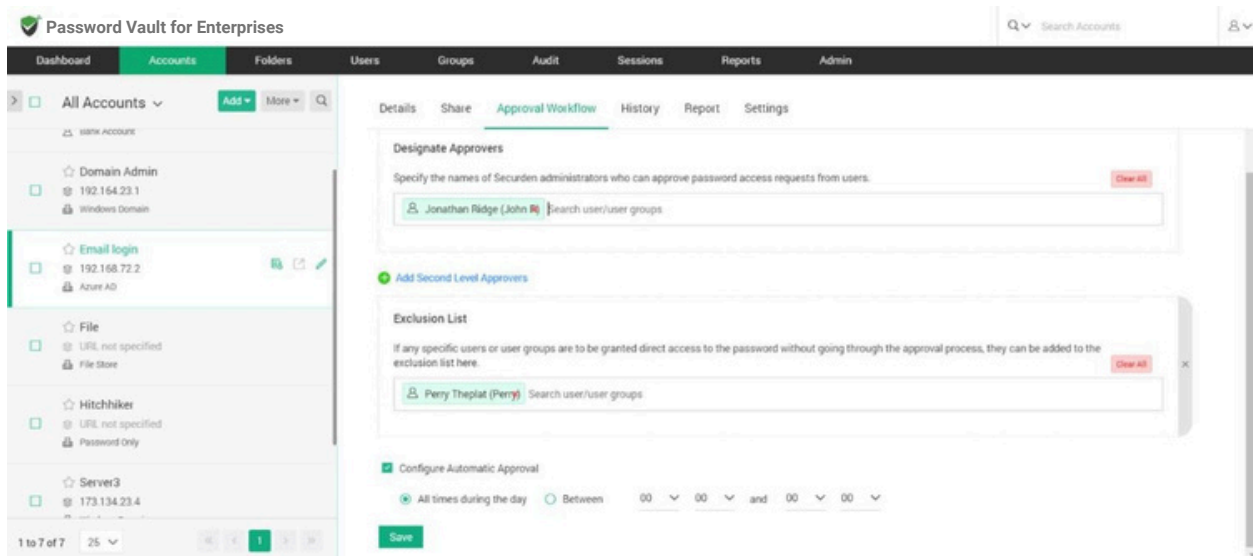 Password Vault for Enterprises
Search Accounts
Dashboard Accounts Folders Users Groups Audit Sessions Reports Admin
All Accounts
Add
More
Bank Account
Domain Admin
192.164.23.1
Windows Domain
Email login
192.168.72.2
Azure AD
File
URL not specified
File Store
Hitchhiker
URL not specified
Password Only
Server3
173.134.23.4
1 to 7 of 7
25
1
Details Share Approval Workflow History Report Settings
Designate Approvers
Specify the names of Securden administrators who can approve password access requests from users.
Clear All
Jonathan Ridge (John Search user/user groups
Add Second Level Approvers
Exclusion List
If any specific users or user groups are to be granted direct access to the password without going through the approval process, they can be added to the
exclusion list here.
Clear All
Perry Theplat (Perry) Search user/user groups
Configure Automatic Approval
All times during the day Between 00 00 and 00 00
Save